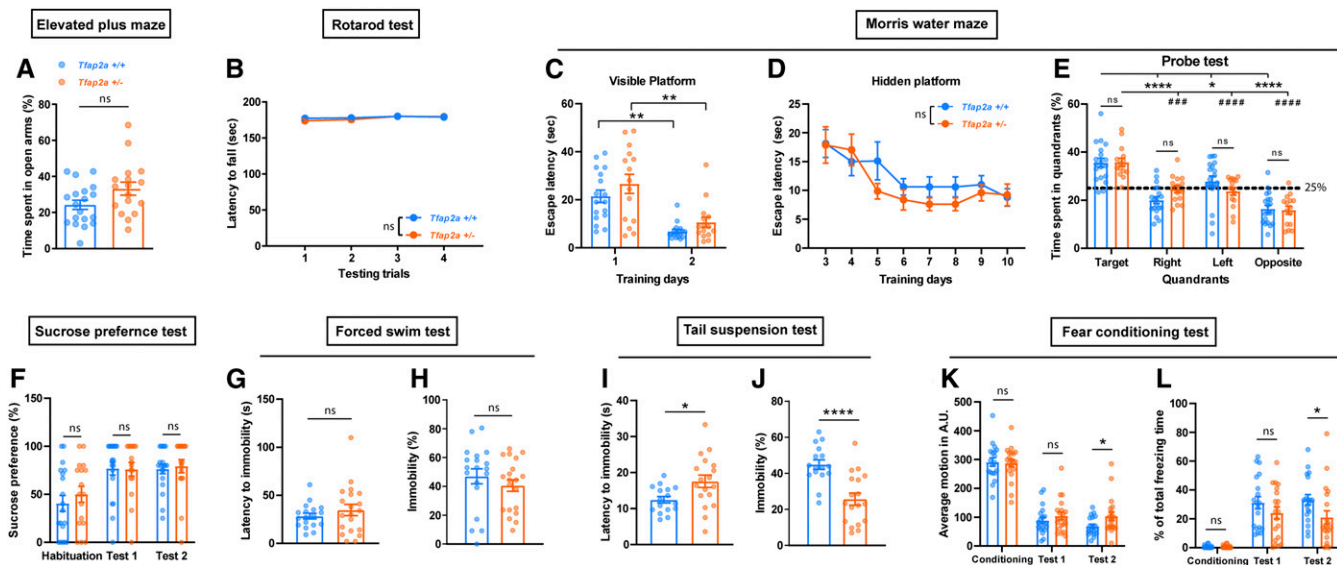 Elevated plus maze
Rotarod test
Morris water maze
A
Tfap2a +/+
Tfap2a +/-
ns
Time spent in open arms (%)
80
60
40
20
0
B
Latency to fall (sec)
200
160
120
80
40
0
ns
Tfap2a +/+
Tfap2a +/-
1 2 3 4
Testing trials
C
Visible Platform
**
**
Escape latency (sec)
60
40
20
0
1 2
Training days
D
Hidden platform
ns
Tfap2a +/+
Tfap2a +/-
Escape latency (sec)
25
20
15
10
5
0
3 4 5 6 7 8 9 10
Training days
E
Probe test
**** * ****
ns ### #### ####
ns ns ns
Time spent in quandrants (%)
60
40
20
0
25%
Target Right Left Opposite
Quandrants
Sucrose prefernce test
Forced swim test
Tail suspension test
Fear conditioning test
F
Sucrose preference (%)
150
100
50
0
ns ns ns
Habituation Test 1 Test 2
G
Latency to immobility (s)
150
100
50
0
ns
H
Immobility (%)
100
80
60
40
20
0
ns
I
Latency to immobility (s)
40
30
20
10
0
*
J
Immobility (%)
100
80
60
40
20
0
****
K
Average motion in A.U.
500
400
300
200
100
0
ns
ns
*
Conditioning Test 1 Test 2
L
% of total freezing time
100
80
60
40
20
0
ns
ns
*
Conditioning Test 1 Test 2